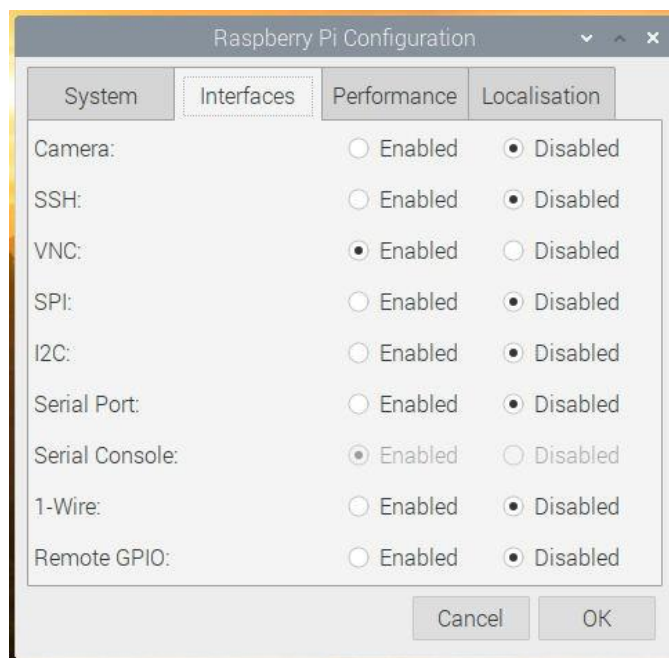 Raspberry Pi Configuration
System Interfaces Performance Localisation
Camera: Enabled Disabled
SSH: Enabled Disabled
VNC: Enabled Disabled
SPI: Enabled Disabled
I2C: Enabled Disabled
Serial Port: Enabled Disabled
Serial Console: Enabled Disabled
1-Wire: Enabled Disabled
Remote GPIO: Enabled Disabled
Cancel OK